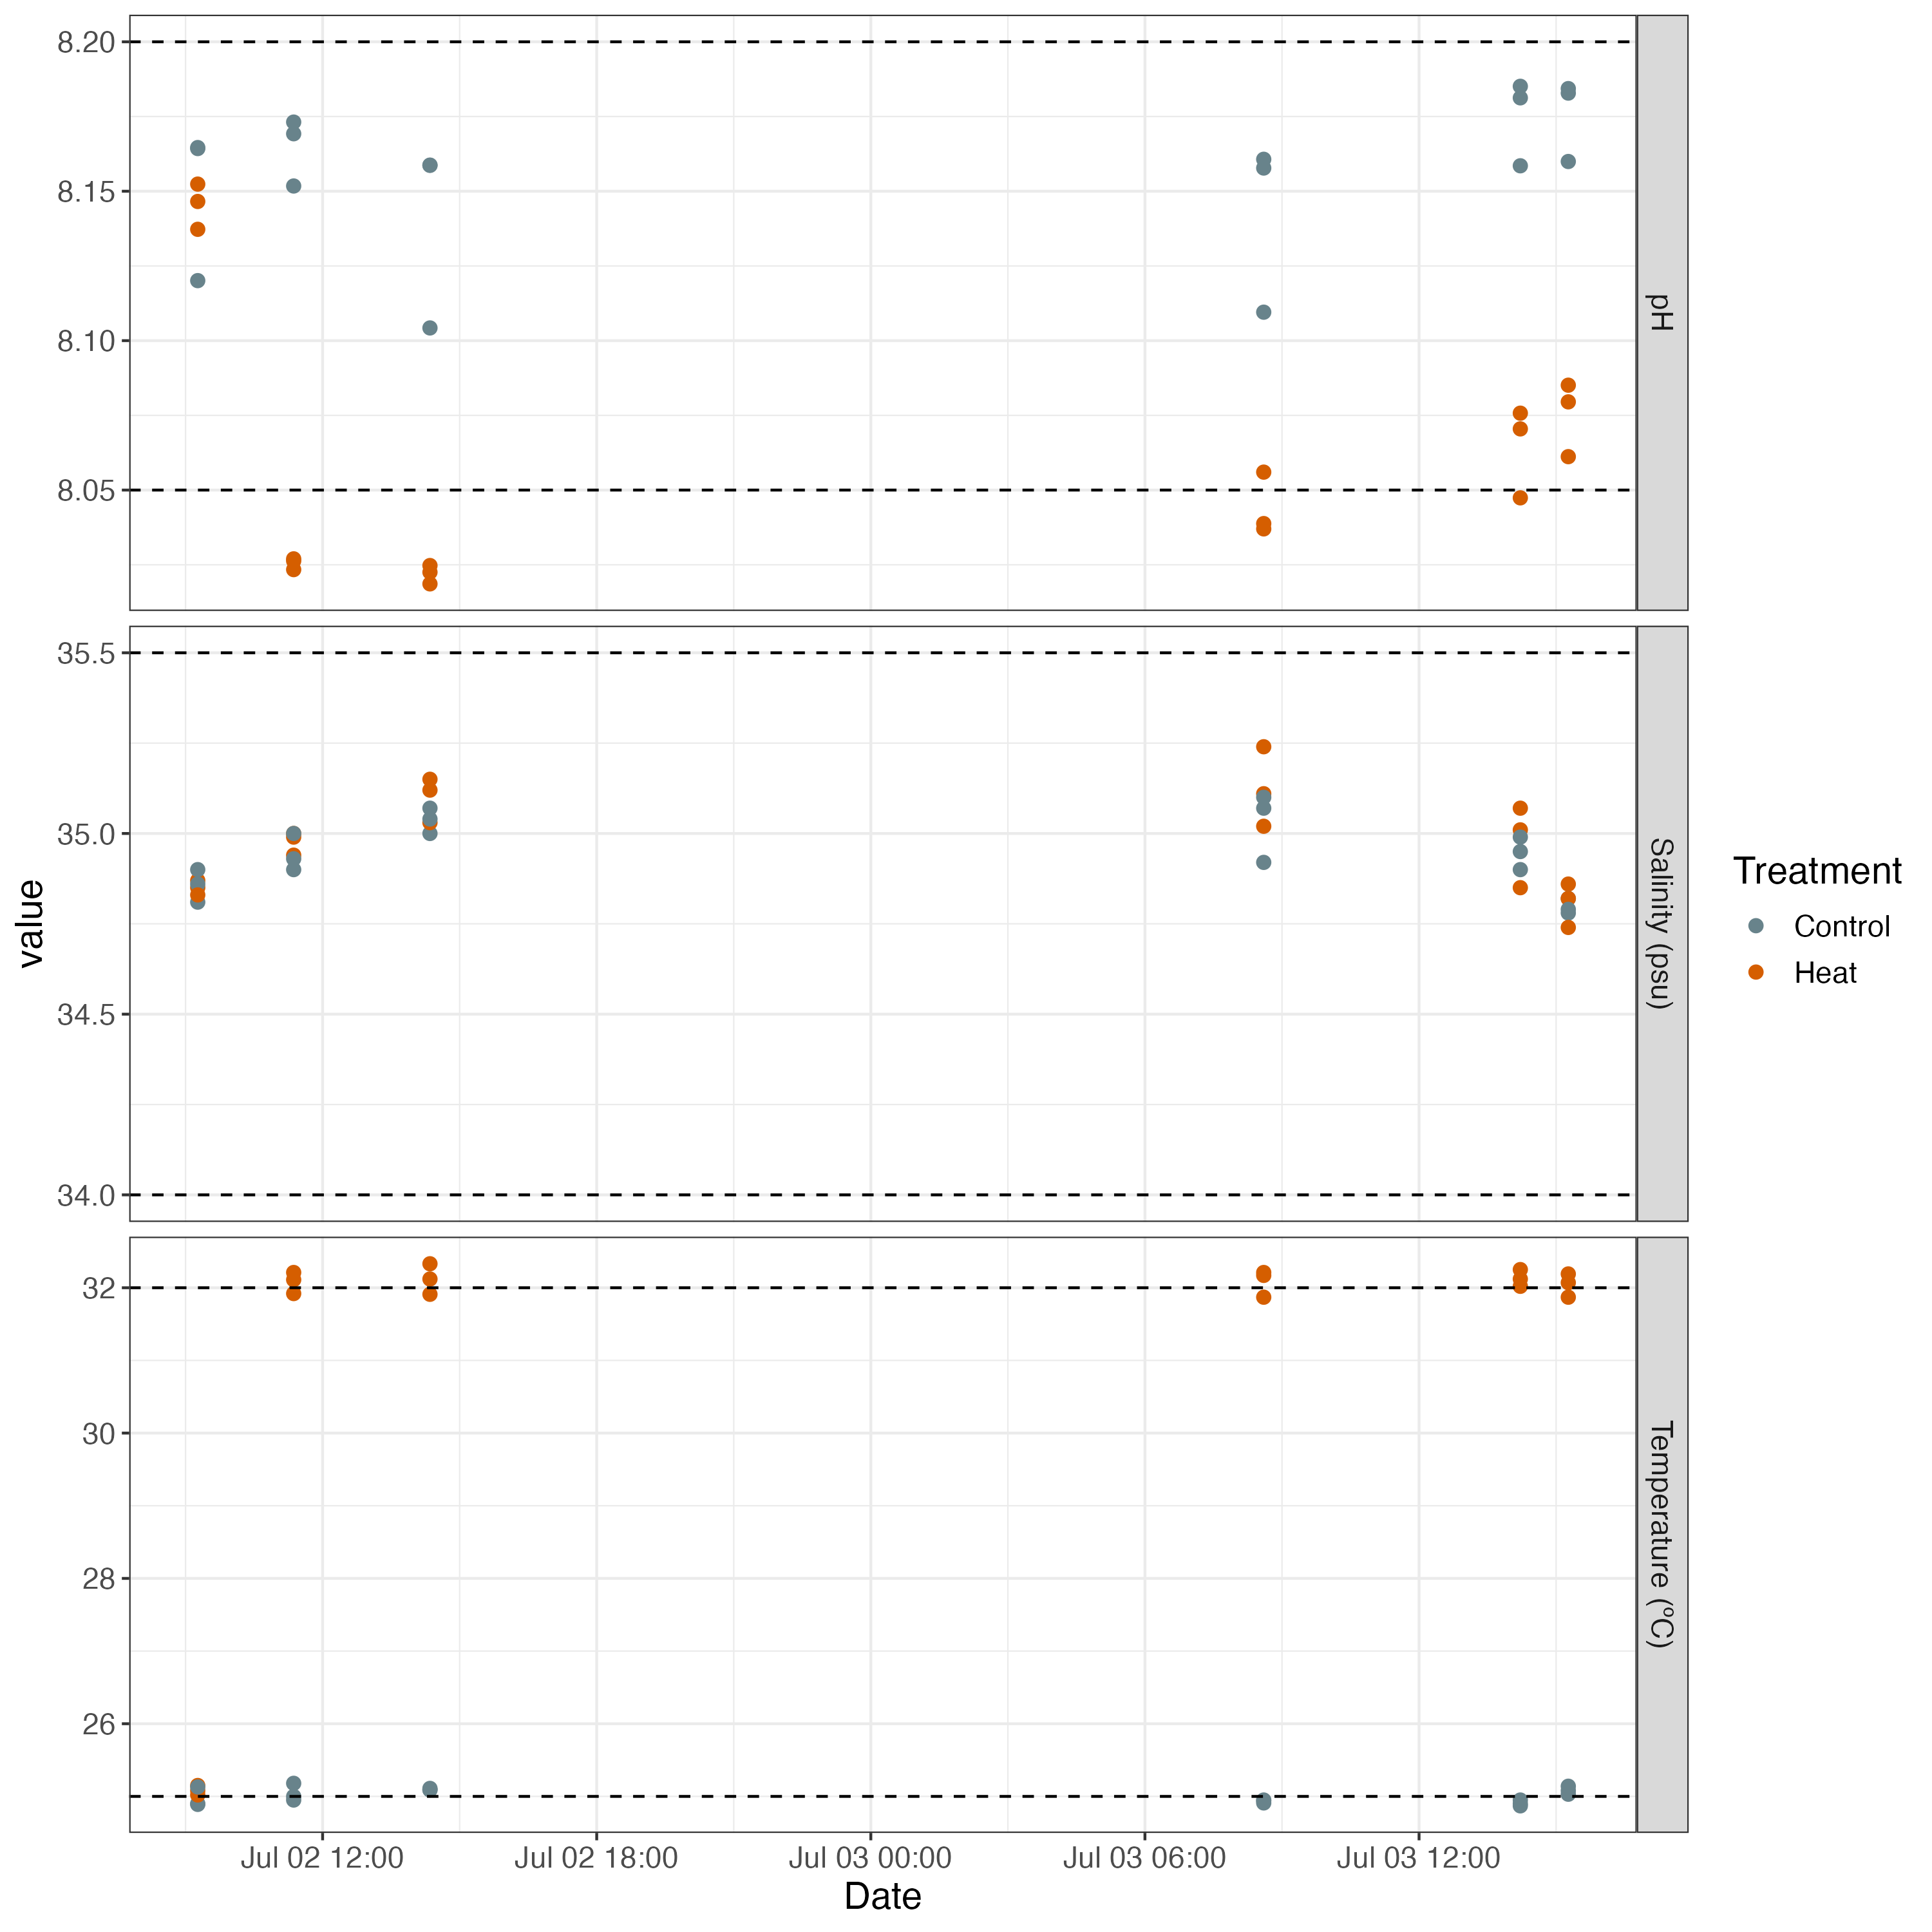 8.20
8.15
8.10
8.05
pH
35.5
35.0
34.5
34.0
Salinity (psu)
32
30
28
26
Temperature (ºC)
value
Jul 02 12:00
Jul 02 18:00
Jul 03 00:00
Jul 03 06:00
Jul 03 12:00
Date
Treatment
Control
Heat